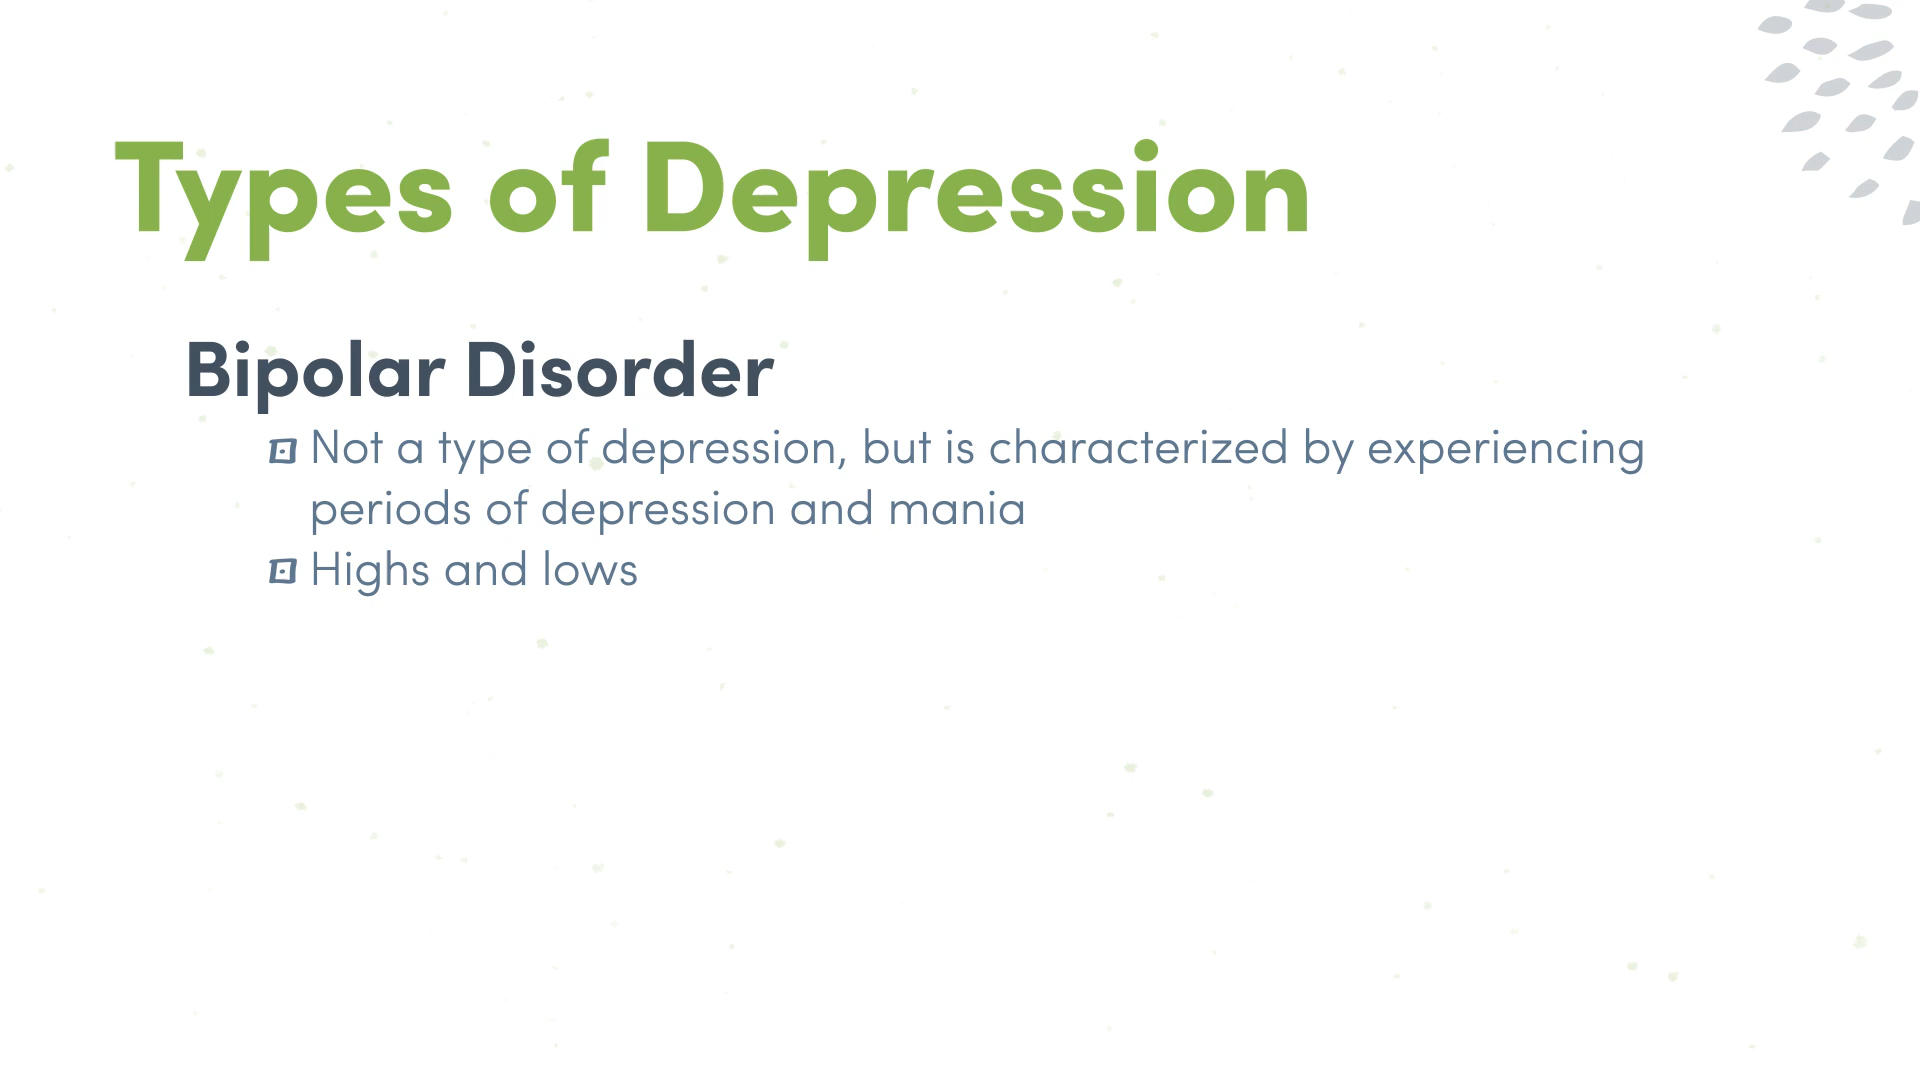 Types of Depression
Bipolar Disorder
Not a type of depression, but is characterized by experiencing
periods of depression and mania
Highs and lows